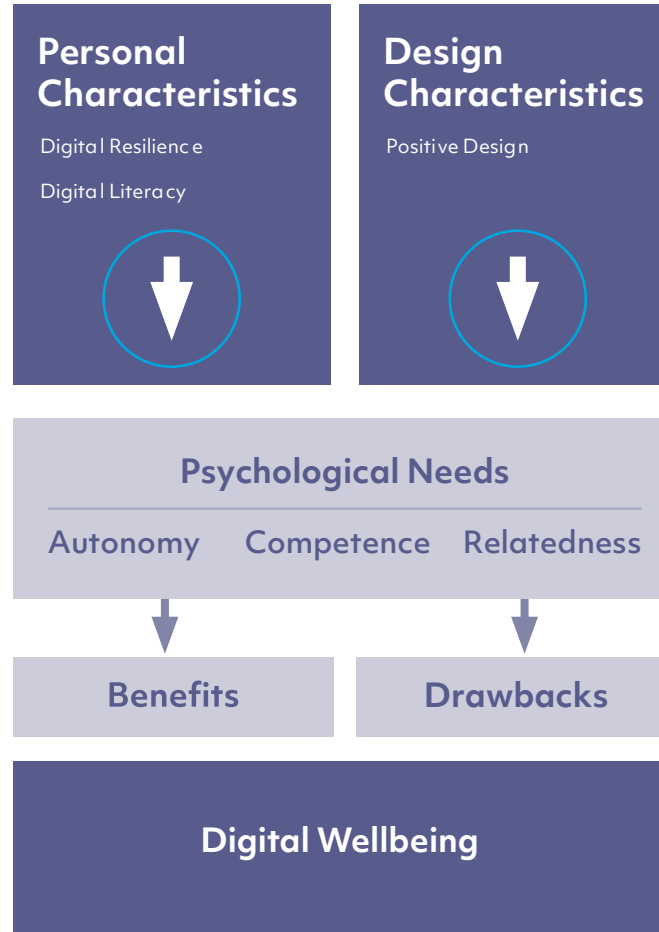 Personal
Characteristics
Digital Resilience
Digital Literacy
Design
Characteristics
Positive Design
Psychological Needs
Autonomy Competence Relatedness
Benefits
Drawbacks
Digital Wellbeing